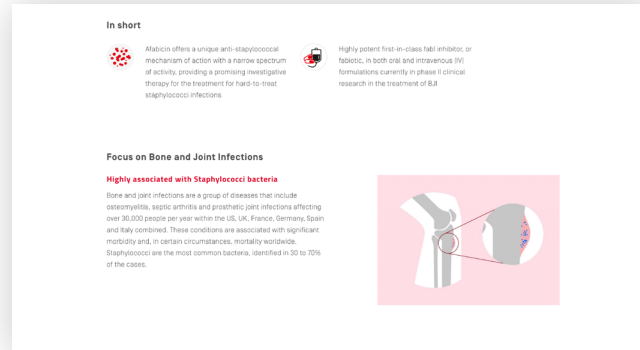 In short
Afabicin offers a unique anti-stapylococcal
mechanism of action with a narrow spectrum
of activity, providing a promising investigative
therapy for the treatment for hard-to-treat
staphylococci infections
Highly potent first-in-class fabI inhibitor, or
fabiotic, in both oral and intravenous (IV)
formulations currently in phase II clinical
research in the treatment of BJI
Focus on Bone and Joint Infections
Highly associated with Staphylococci bacteria
Bone and joint infections are a group of diseases that include
osteomyelitis, septic arthritis and prosthetic joint infections affecting
over 30,000 people per year within the US, UK, France, Germany, Spain
and Italy combined. These conditions are associated with significant
morbidity and, in certain circumstances, mortality worldwide.
Staphylococco are the most common bacteria, identified in 30 to 70%
of the cases.